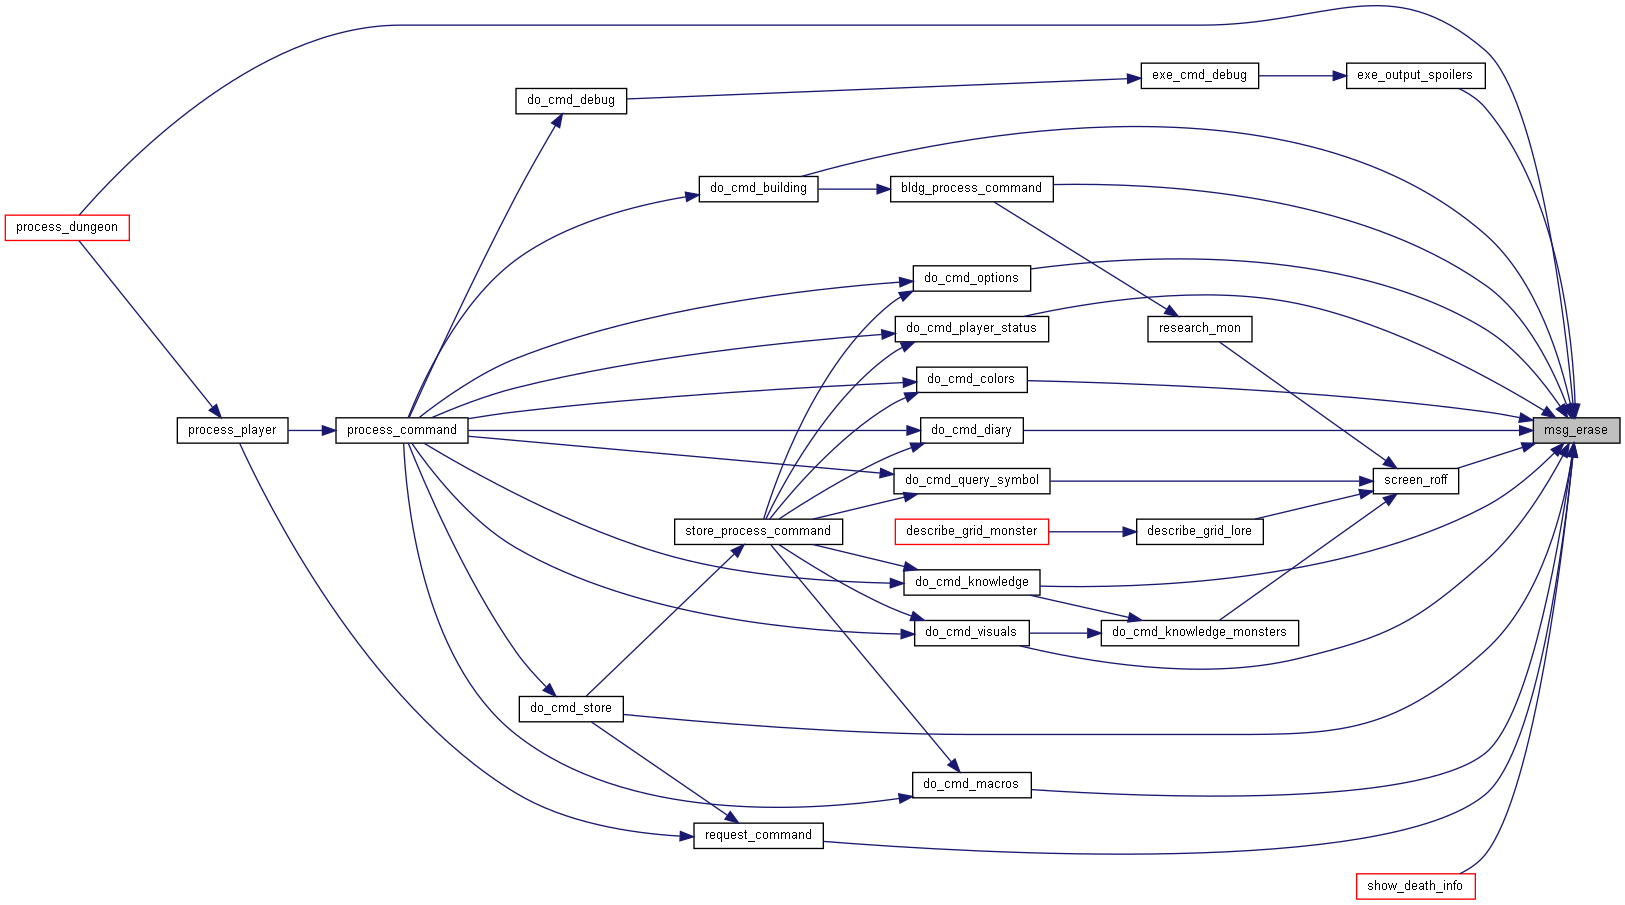 exe_cmd_debug
exe_output_spoilers
do_cmd_debug
do_cmd_building
bldg_process_command
process_dungeon
do_cmd_options
do_cmd_player_status
research_mon
do_cmd_colors
process_player
process_command
do_cmd_diary
msg_erase
do_cmd_query_symbol
screen_roff
store_process_command
describe_grid_monster
describe_grid_lore
do_cmd_knowledge
do_cmd_visuals
do_cmd_knowledge_monsters
do_cmd_store
do_cmd_macros
request_command
show_death_info